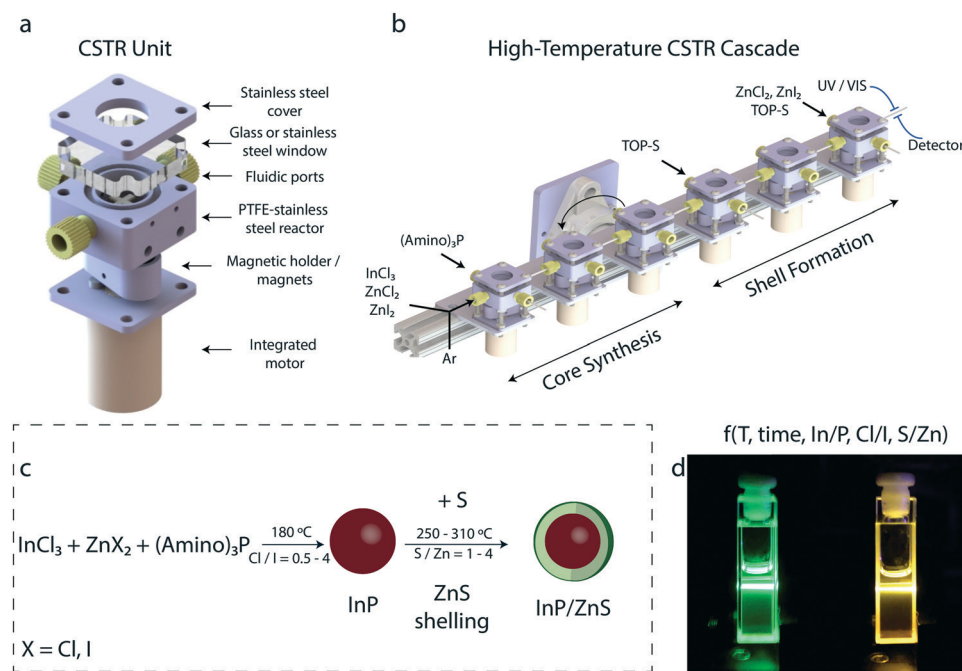 a
CSTR Unit
Stainless steel
cover
Glass or stainless
steel window
Fluidic ports
PTFE-stainless
steel reactor
Magnetic holder /
magnets
Integrated
motor
b
High-Temperature CSTR Cascade
ZnCl₂, ZnI₂
TOP-S
UV / VIS
Detector
TOP-S
(Amino)₃P
InCl₃
ZnCl₂
ZnI₂
Ar
Core Synthesis
Shell Formation
c
InCl₃ + ZnX₂ + (Amino)₃P
180 ºC
Cl / I = 0.5 - 4
InP
+ S
250 - 310 ºC
S / Zn = 1 - 4
ZnS
shelling
InP/ZnS
X = Cl, I
f(T, time, In/P, Cl/I, S/Zn)
d